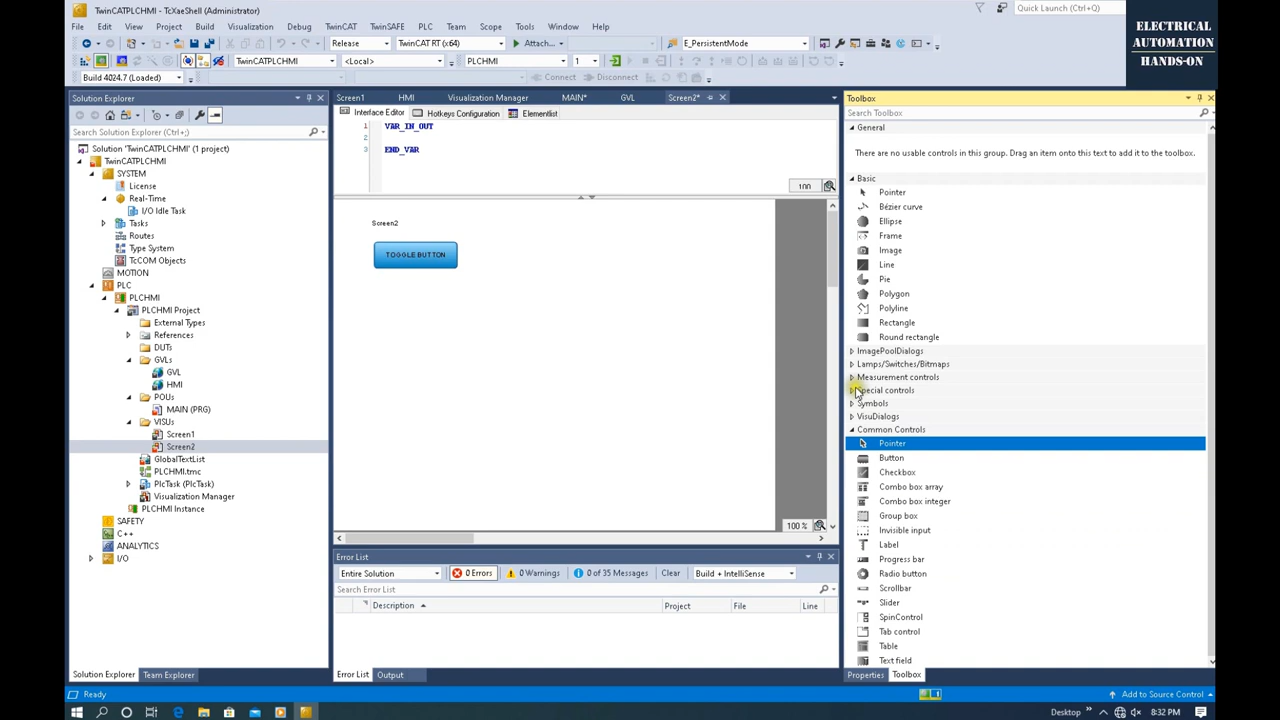 TwinCATPLCHMI - TcXaeShell (Administrator)
Quick Launch (Ctrl+Q)
File Edit View Project Build Visualization Debug TwinCAT TwinSAFE PLC Team Scope Tools Window Help
ELECTRICAL
AUTOMATION
HANDS-ON
Release TwinCAT RT (x64) Attach... E_PersistentMode
TwinCATPLCHMI <Local> PLCHMI 1
Build 4024.7 (Loaded) Connect Disconnect
Solution Explorer
Search Solution Explorer (Ctrl+;)
Solution 'TwinCATPLCHMI' (1 project)
TwinCATPLCHMI
SYSTEM
License
Real-Time
I/O Idle Task
Tasks
Routes
Type System
TcCOM Objects
MOTION
PLC
PLCHMI
PLCHMI Project
External Types
References
DUTs
GVLs
GVL
HMI
POUs
MAIN (PRG)
VISUs
Screen1
Screen2
GlobalTextList
PLCHMI.tmc
PlcTask (PlcTask)
Visualization Manager
PLCHMI Instance
SAFETY
C++
ANALYTICS
I/O
Solution Explorer Team Explorer
Screen1 HMI Visualization Manager MAIN* GVL Screen2*
Interface Editor Hotkeys Configuration Elementlist
1 VAR_IN_OUT
2
3 END_VAR
100
Screen2
TOGGLE BUTTON
100 %
Error List
Entire Solution 0 Errors 0 Warnings 0 of 35 Messages Clear Build + IntelliSense
Search Error List
Description Project File Line
Error List Output
Toolbox
Search Toolbox
General
There are no usable controls in this group. Drag an item onto this text to add it to the toolbox.
Basic
Pointer
Bézier curve
Ellipse
Frame
Image
Line
Pie
Polygon
Polyline
Rectangle
Round rectangle
ImagePoolDialogs
Lamps/Switches/Bitmaps
Measurement controls
Special controls
Symbols
VisuDialogs
Common Controls
Pointer
Button
Checkbox
Combo box array
Combo box integer
Group box
Invisible input
Label
Progress bar
Radio button
Scrollbar
Slider
SpinControl
Tab control
Table
Text field
Properties Toolbox
Ready
Add to Source Control
Desktop
8:32 PM